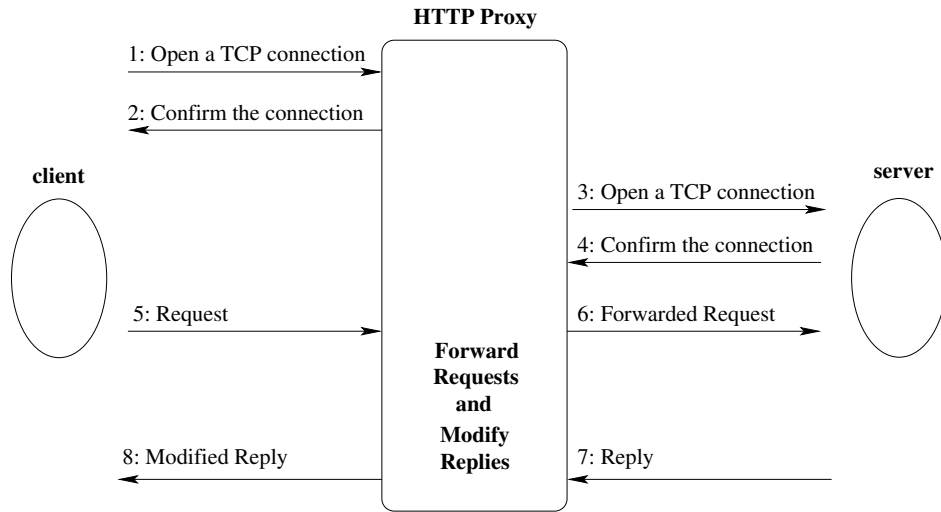 HTTP Proxy
1: Open a TCP connection
2: Confirm the connection
client
server
3: Open a TCP connection
4: Confirm the connection
5: Request
6: Forwarded Request
Forward
Requests
and
Modify
Replies
8: Modified Reply
7: Reply